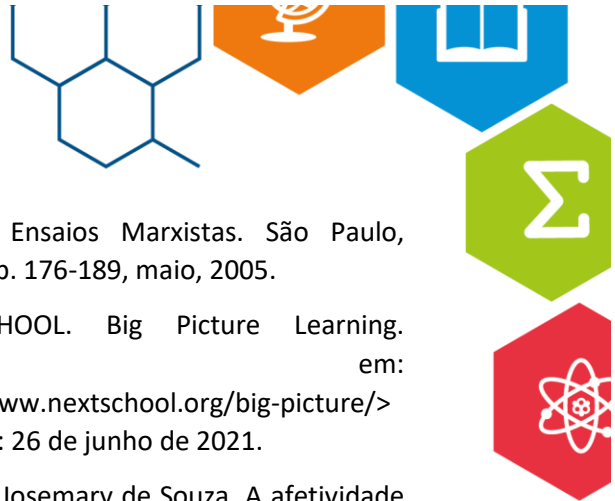 Ensaios Marxistas. São Paulo,
p. 176-189, maio, 2005.
HOOL. Big Picture Learning.
em:
ww.nextschool.org/big-picture/>
: 26 de junho de 2021.
Josemary de Souza. A afetividade
Σ